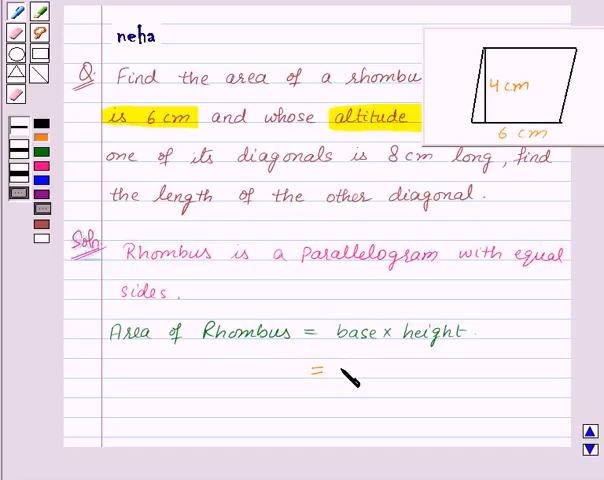 neha
Q. Find the area of a rhombu
is 6 cm and whose altitude
one of its diagonals is 8 cm long, find
the length of the other diagonal.
Soln. Rhombus is a parallelogram with equal
sides.
Area of Rhombus = base × height.
=
4 cm
6 cm